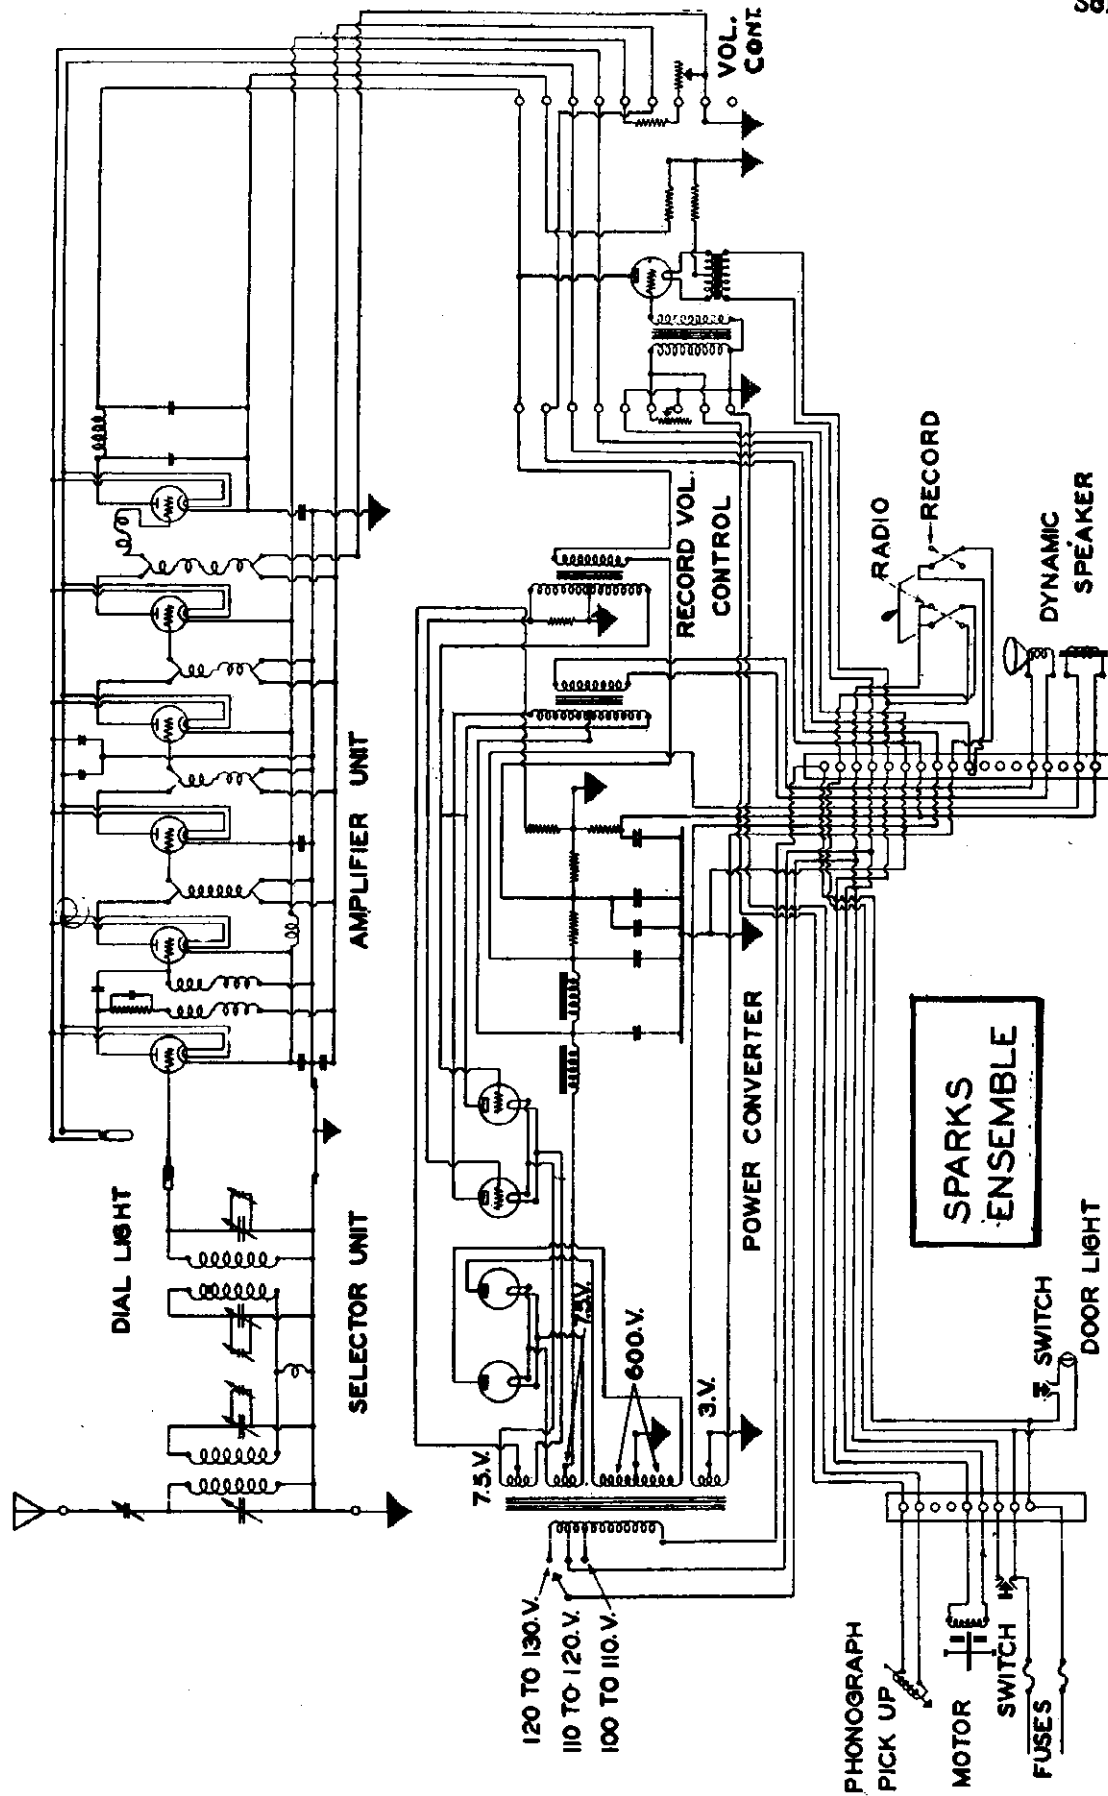 VOL.
CONT.
DIAL LIGHT
SELECTOR UNIT
AMPLIFIER UNIT
RECORD VOL.
CONTROL
RADIO
RECORD
DYNAMIC
SPEAKER
7.5.V.
7.5.V.
600.V.
3.V.
POWER CONVERTER
120 TO 130.V.
110 TO 120.V.
100 TO 110.V.
SPARKS
ENSEMBLE
SWITCH
DOOR LIGHT
PHONOGRAPH
PICK UP
MOTOR
SWITCH
FUSES